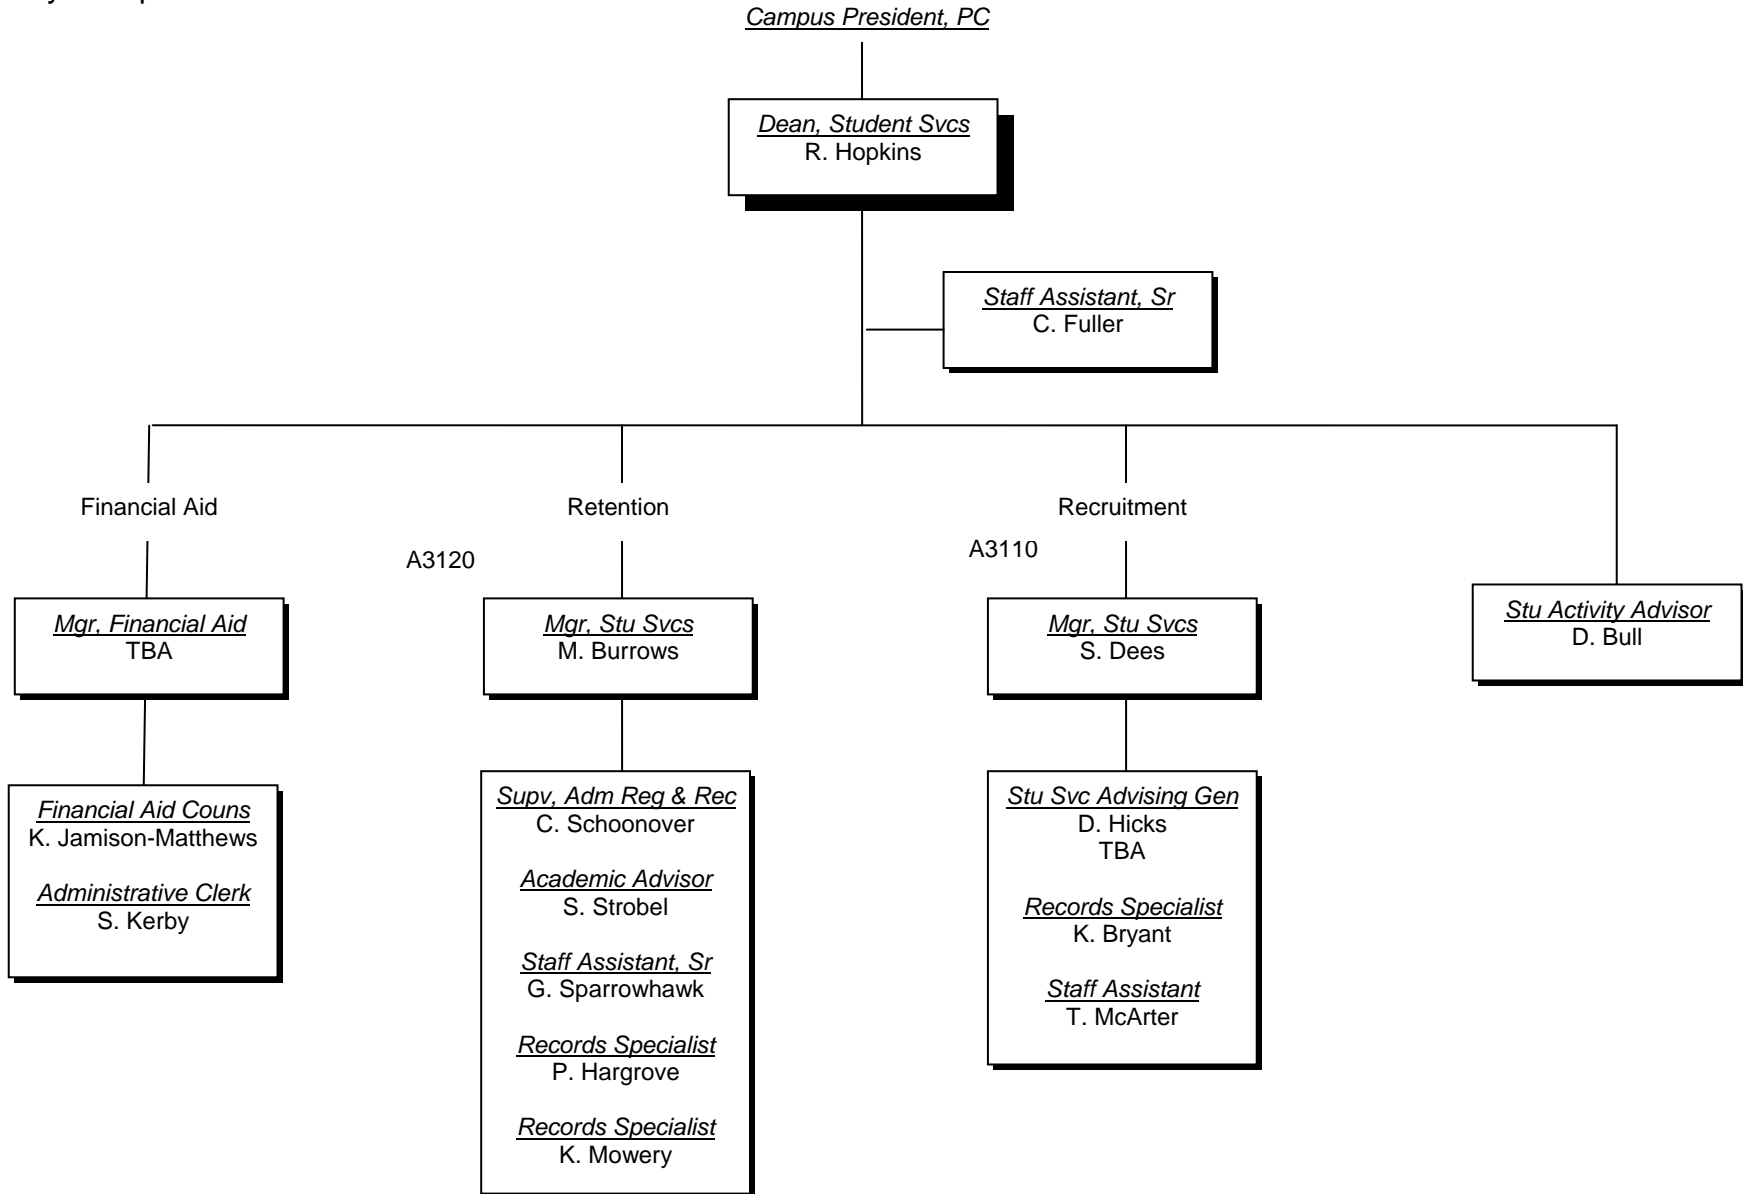 Campus President, PC
Dean, Student Svcs
R. Hopkins
Staff Assistant, Sr
C. Fuller
Financial Aid
Retention
Recruitment
A3120
A3110
Mgr, Financial Aid
TBA
Mgr, Stu Svcs
M. Burrows
Mgr, Stu Svcs
S. Dees
Stu Activity Advisor
D. Bull
Financial Aid Couns
K. Jamison-Matthews
Administrative Clerk
S. Kerby
Supv, Adm Reg & Rec
C. Schoonover
Academic Advisor
S. Strobel
Staff Assistant, Sr
G. Sparrowhawk
Records Specialist
P. Hargrove
Records Specialist
K. Mowery
Stu Svc Advising Gen
D. Hicks
TBA
Records Specialist
K. Bryant
Staff Assistant
T. McArter